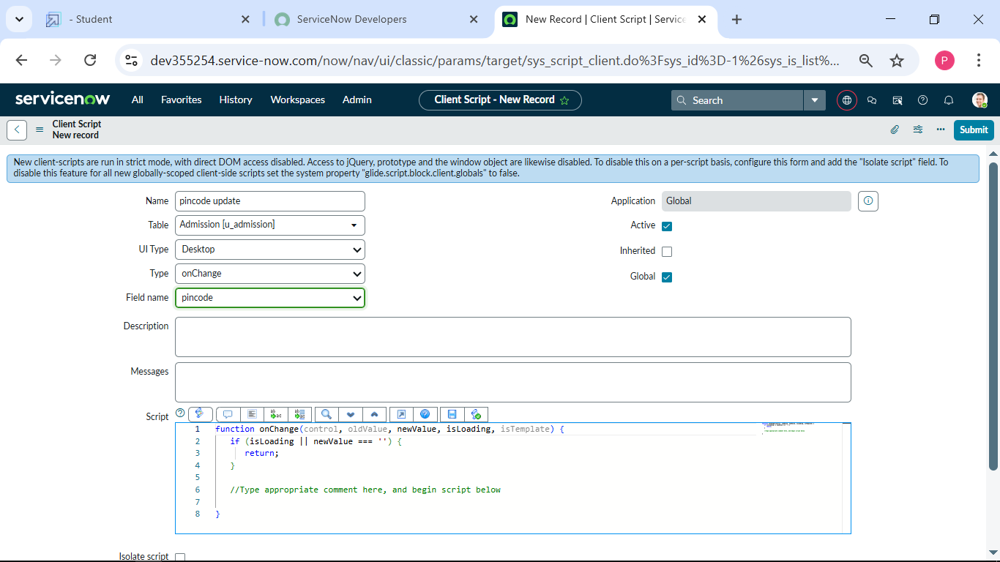 - Student
ServiceNow Developers
New Record | Client Script | Service
dev355254.service-now.com/now/nav/ui/classic/params/target/sys_script_client.do%3Fsys_id%3D-1%26sys_is_list%...
P
servicenow
All
Favorites
History
Workspaces
Admin
Client Script - New Record
Search
Client Script
New record
Submit
New client-scripts are run in strict mode, with direct DOM access disabled. Access to jQuery, prototype and the window object are likewise disabled. To disable this on a per-script basis, configure this form and add the "Isolate script" field. To
disable this feature for all new globally-scoped client-side scripts set the system property "glide.script.block.client.globals" to false.
Name pincode update
Application Global
Table Admission [u_admission]
Active
UI Type Desktop
Inherited
Type onChange
Global
Field name pincode
Description
Messages
Script
1 function onChange(control, oldValue, newValue, isLoading, isTemplate) {
2 if (isLoading || newValue === '') {
3 return;
4 }
5
6 //Type appropriate comment here, and begin script below
7
8 }
Isolate script